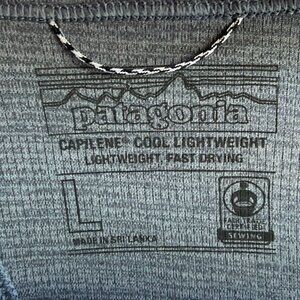 patagonia
CAPILENE® COOL LIGHTWEIGHT
LIGHTWEIGHT, FAST DRYING
L
MADE IN SRI LANKA
SEWING